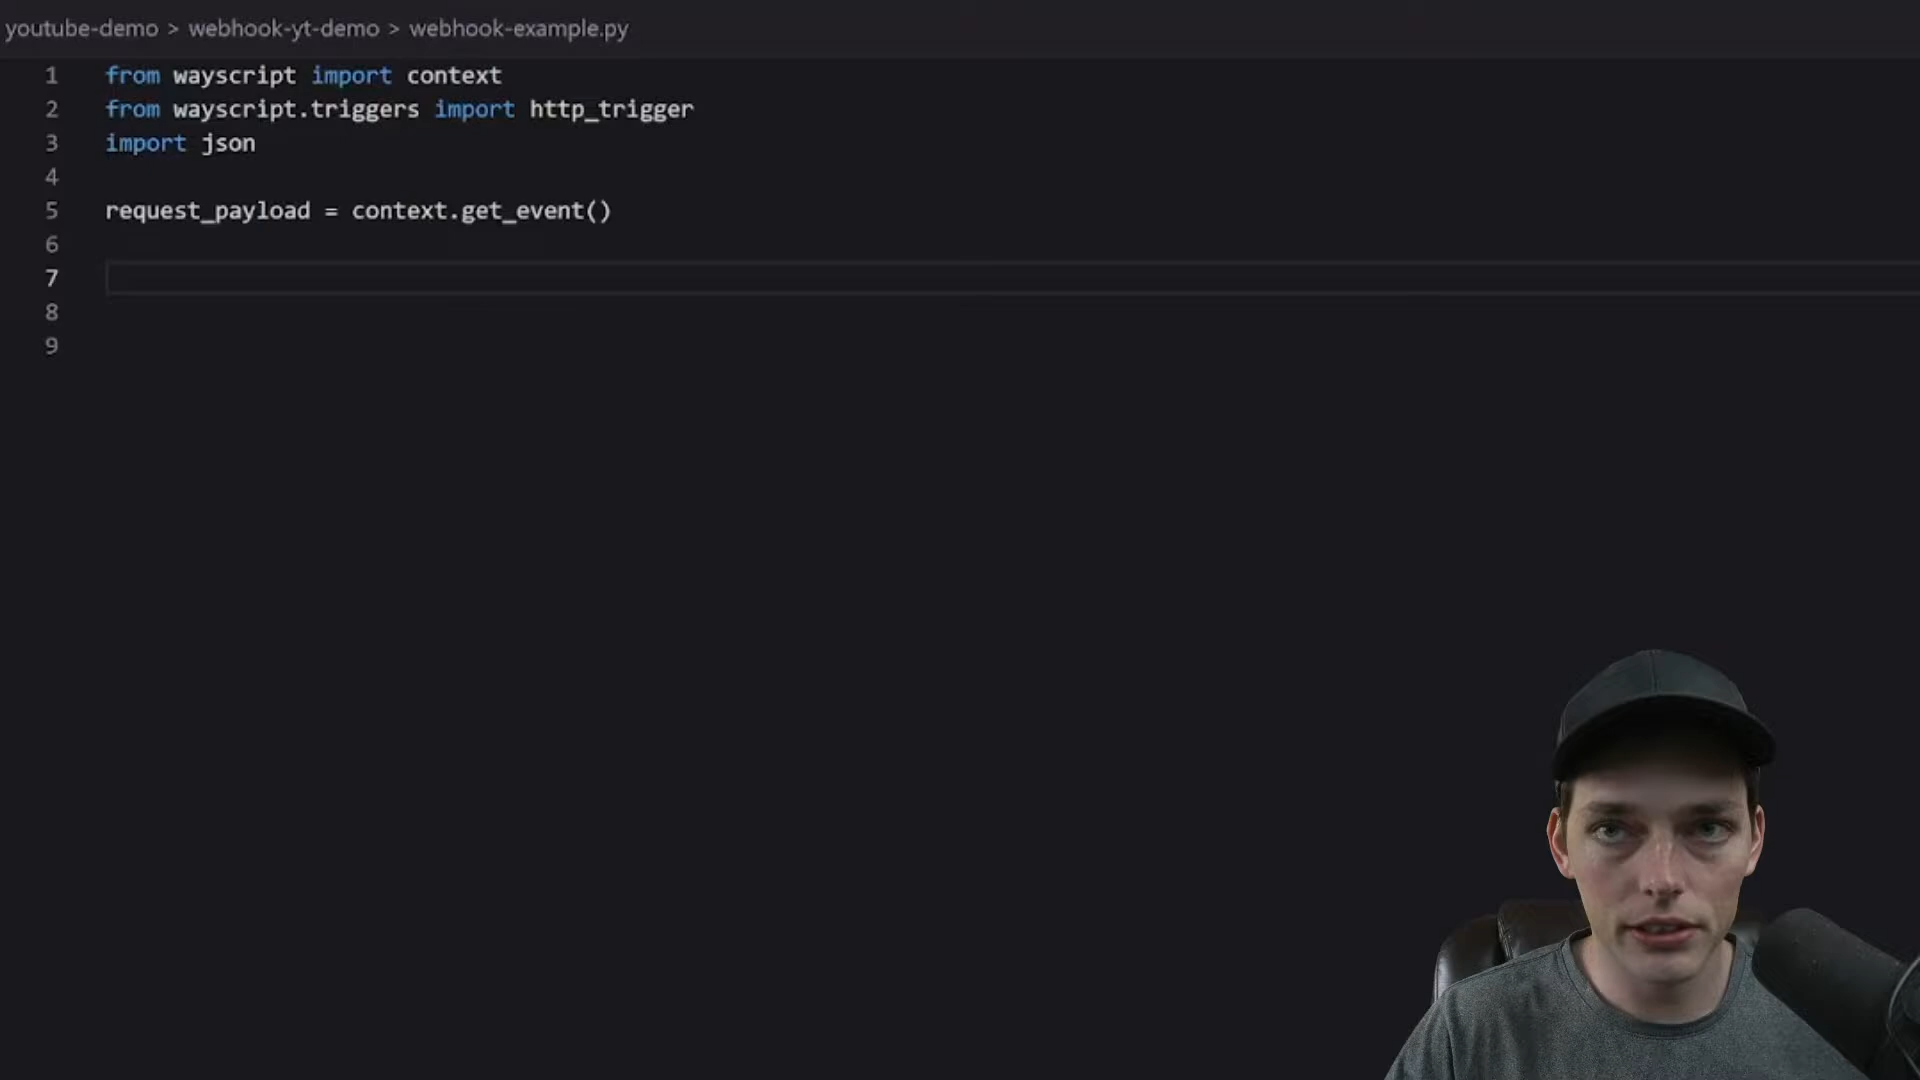 youtube-demo > webhook-yt-demo > webhook-example.py
1 from wayscript import context
2 from wayscript.triggers import http_trigger
3 import json
4
5 request_payload = context.get_event()
6
7
8
9